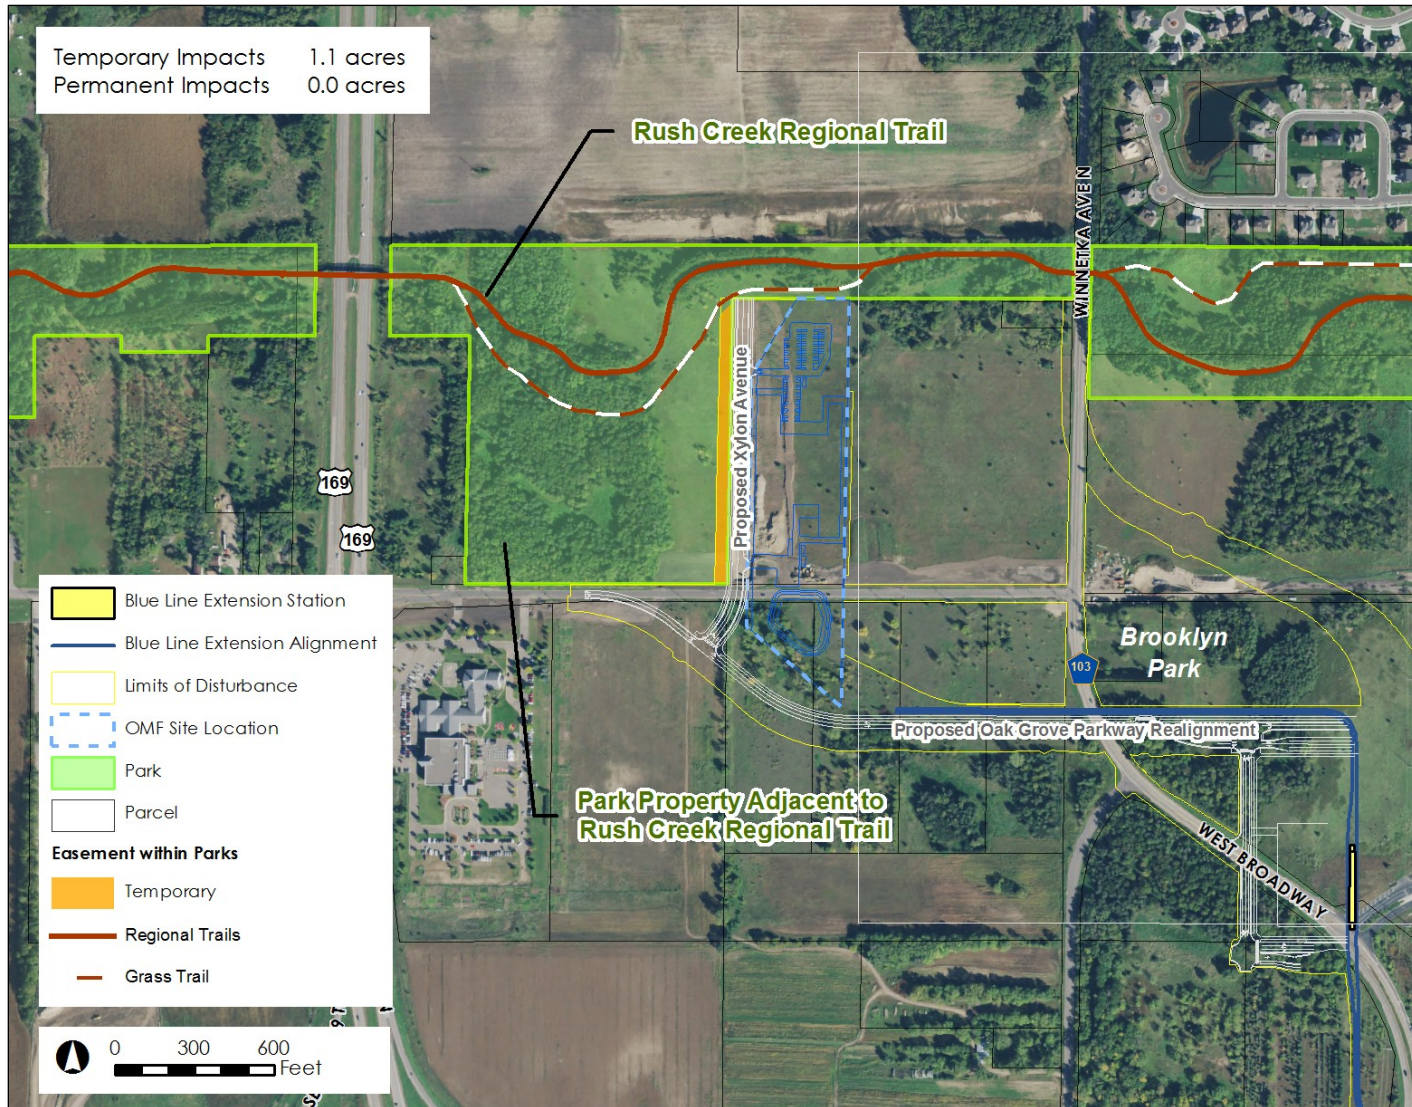 Temporary Impacts 1.1 acres
Permanent Impacts 0.0 acres
Rush Creek Regional Trail
WINNETKA AVE N
Proposed Xylon Avenue
169
169
Brooklyn
Park
103
Proposed Oak Grove Parkway Realignment
Park Property Adjacent to
Rush Creek Regional Trail
WEST BROADWAY
Blue Line Extension Station
Blue Line Extension Alignment
Limits of Disturbance
OMF Site Location
Park
Parcel
Easement within Parks
Temporary
Regional Trails
Grass Trail
0 300 600
Feet